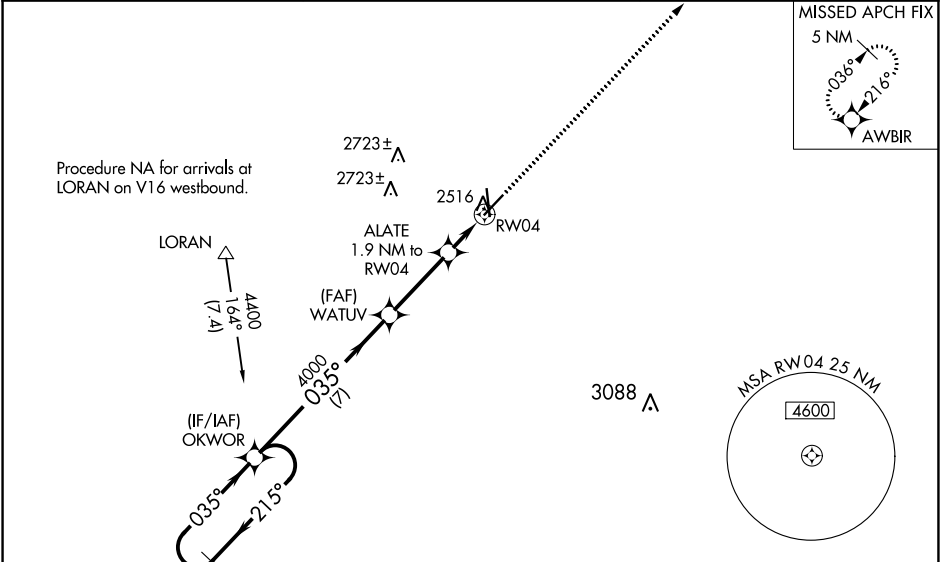 MISSED APCH FIX
5 NM
036°
216°
AWBIR
2723±
2723±
Procedure NA for arrivals at
LORAN on V16 westbound.
2516
RW04
ALATE
1.9 NM to
RW04
LORAN
4400
164°
(7.4)
(FAF)
WATUV
4000
035°
(7)
3088
MSA RW04 25 NM
4600
(IF/IAF)
OKWOR
035°
215°